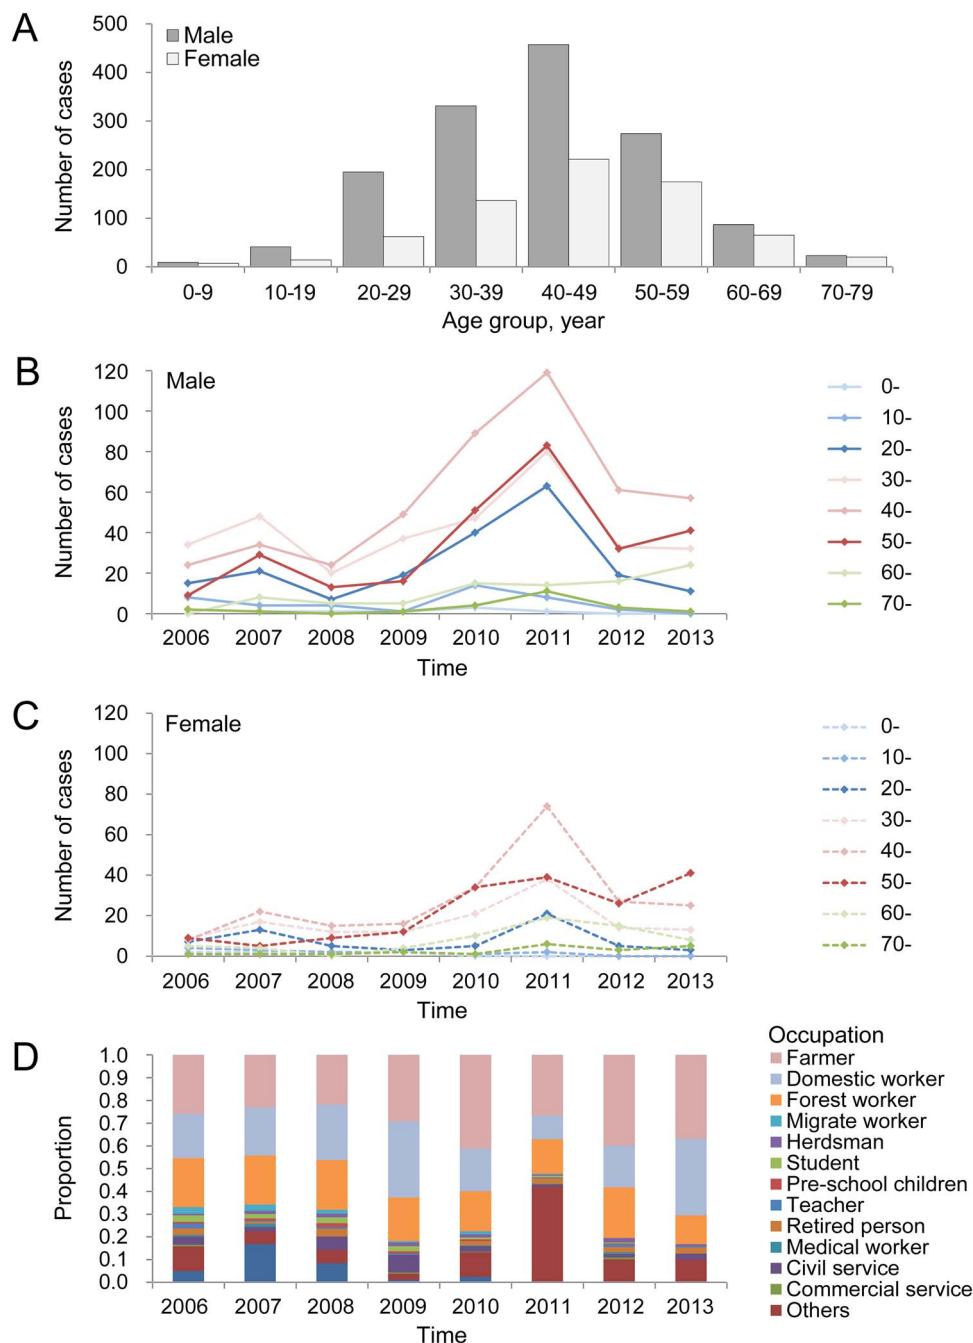 A
500
400
300
200
100
0
Number of cases
Male
Female
0-9 10-19 20-29 30-39 40-49 50-59 60-69 70-79
Age group, year
B
Male
120
100
80
60
40
20
0
Number of cases
2006 2007 2008 2009 2010 2011 2012 2013
Time
0-
10-
20-
30-
40-
50-
60-
70-
C
Female
120
100
80
60
40
20
0
Number of cases
2006 2007 2008 2009 2010 2011 2012 2013
Time
0-
10-
20-
30-
40-
50-
60-
70-
D
1.0
0.9
0.8
0.7
0.6
0.5
0.4
0.3
0.2
0.1
0.0
Proportion
2006 2007 2008 2009 2010 2011 2012 2013
Time
Occupation
Farmer
Domestic worker
Forest worker
Migrate worker
Herdsman
Student
Pre-school children
Teacher
Retired person
Medical worker
Civil service
Commercial service
Others